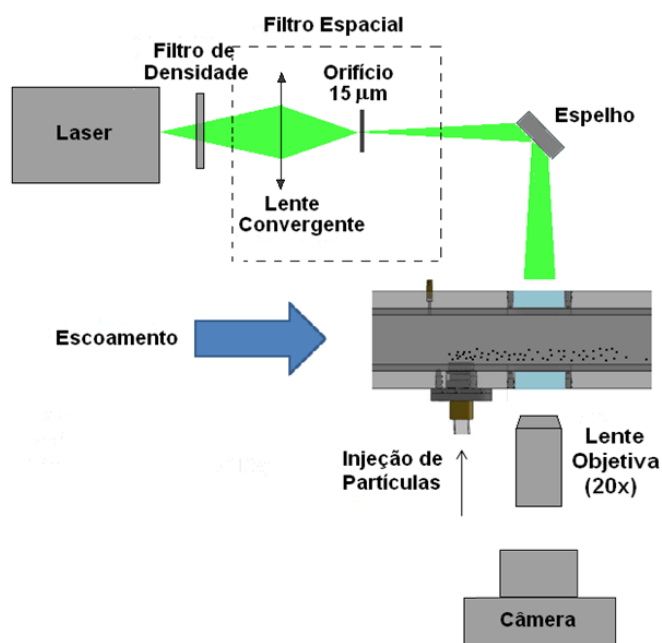 Filtro Espacial
Filtro de
Densidade
Orifício
15 μm
Espelho
Laser
Lente
Convergente
Escoamento
Injeção de
Partículas
Lente
Objetiva
(20x)
Câmera